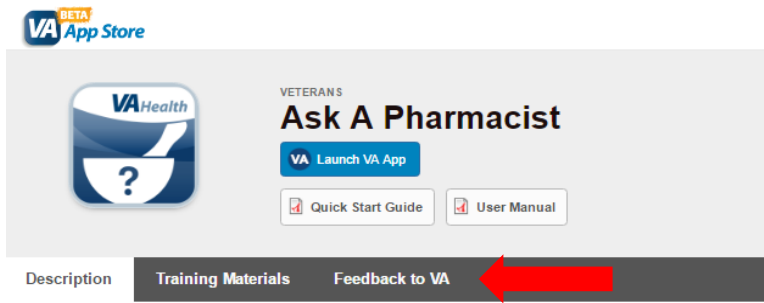 VA BETA
App Store
VA Health
?
VETERANS
Ask A Pharmacist
VA Launch VA App
Quick Start Guide
User Manual
Description Training Materials Feedback to VA